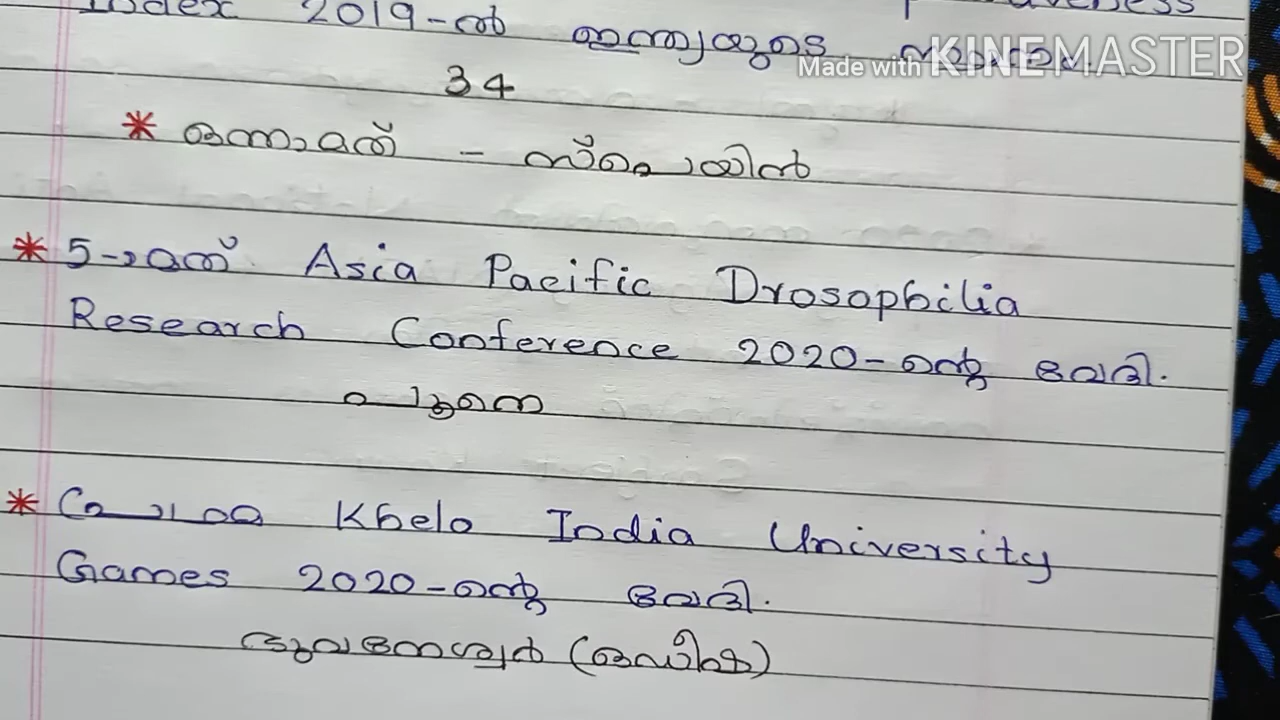 Index 2019-ൽ ഇന്ത്യയുടെ സ്ഥാനം.
Made with KINEMASTER
34
* ഒന്നാമത് - സ്പെയിൻ
* 5-ാമത് Asia Pacific Drosophilia
Research Conference 2020-ന്റെ വേദി.
പൂനെ
* പ്രഥമ Khelo India University
Games 2020-ന്റെ വേദി.
ഭുവനേശ്വർ (ഒഡീഷ)